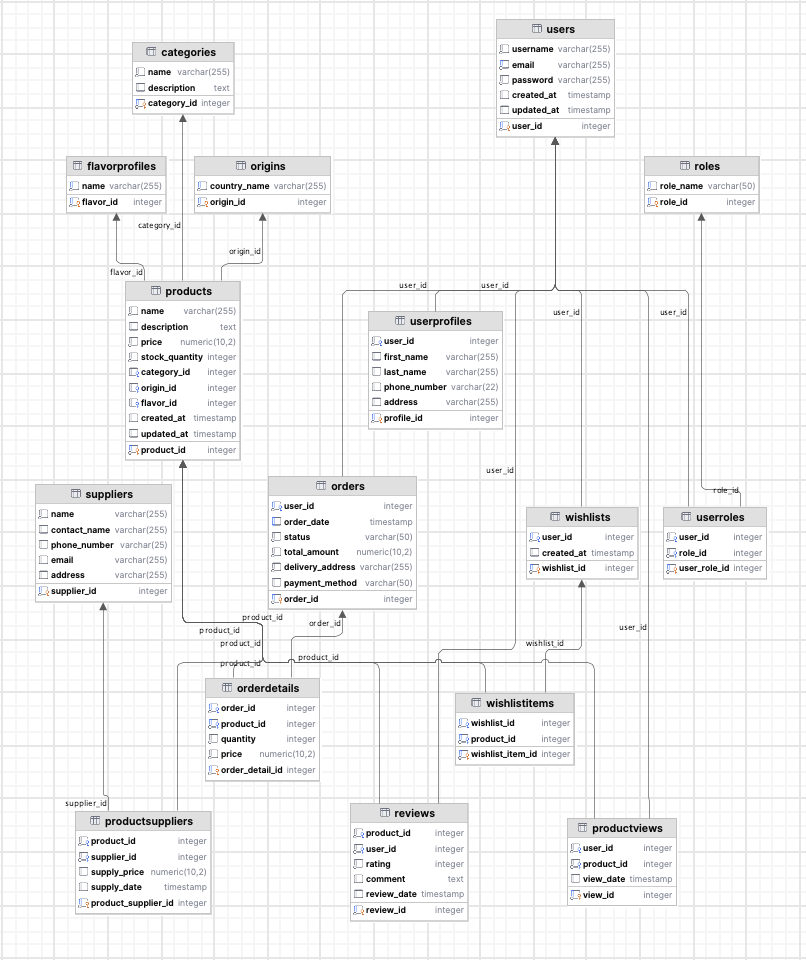 users
username varchar(255)
email varchar(255)
password varchar(255)
created_at timestamp
updated_at timestamp
user_id integer
categories
name varchar(255)
description text
category_id integer
flavorprofiles
name varchar(255)
flavor_id integer
origins
country_name varchar(255)
origin_id integer
roles
role_name varchar(50)
role_id integer
category_id
origin_id
flavor_id
user_id
user_id
user_id
user_id
products
name varchar(255)
description text
price numeric(10,2)
stock_quantity integer
category_id integer
origin_id integer
flavor_id integer
created_at timestamp
updated_at timestamp
product_id integer
userprofiles
user_id integer
first_name varchar(255)
last_name varchar(255)
phone_number varchar(22)
address varchar(255)
profile_id integer
user_id
role_id
suppliers
name varchar(255)
contact_name varchar(255)
phone_number varchar(25)
email varchar(255)
address varchar(255)
supplier_id integer
orders
user_id integer
order_date timestamp
status varchar(50)
total_amount numeric(10,2)
delivery_address varchar(255)
payment_method varchar(50)
order_id integer
wishlists
user_id integer
created_at timestamp
wishlist_id integer
userroles
user_id integer
role_id integer
user_role_id integer
product_id
product_id
order_id
user_id
product_id
wishlist_id
product_id
product_id
orderdetails
order_id integer
product_id integer
quantity integer
price numeric(10,2)
order_detail_id integer
wishlistitems
wishlist_id integer
product_id integer
wishlist_item_id integer
supplier_id
productsuppliers
product_id integer
supplier_id integer
supply_price numeric(10,2)
supply_date timestamp
product_supplier_id integer
reviews
product_id integer
user_id integer
rating integer
comment text
review_date timestamp
review_id integer
productviews
user_id integer
product_id integer
view_date timestamp
view_id integer